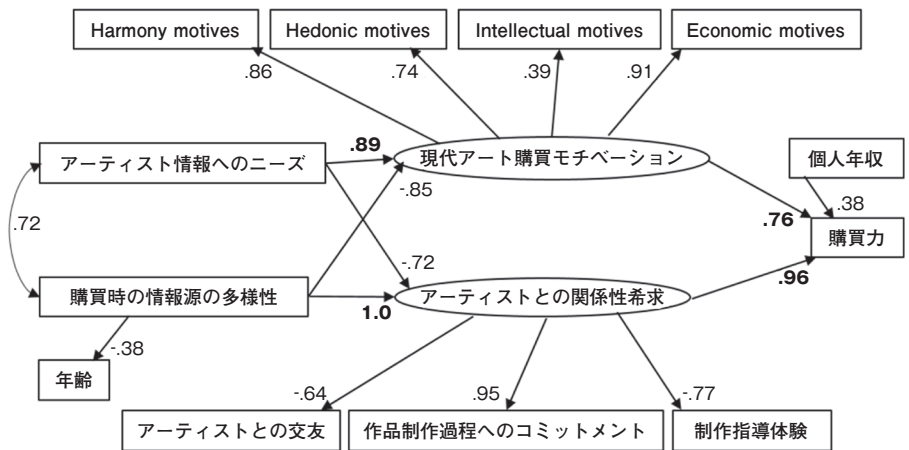 Harmony motives
Hedonic motives
Intellectual motives
Economic motives
.86
.74
.39
.91
アーティスト情報へのニーズ
.89
現代アート購買モチベーション
個人年収
-.85
.38
.72
.76
購買力
-.72
購買時の情報源の多様性
1.0
アーティストとの関係性希求
.96
-.38
年齢
-.64
.95
-.77
アーティストとの交友
作品制作過程へのコミットメント
制作指導体験